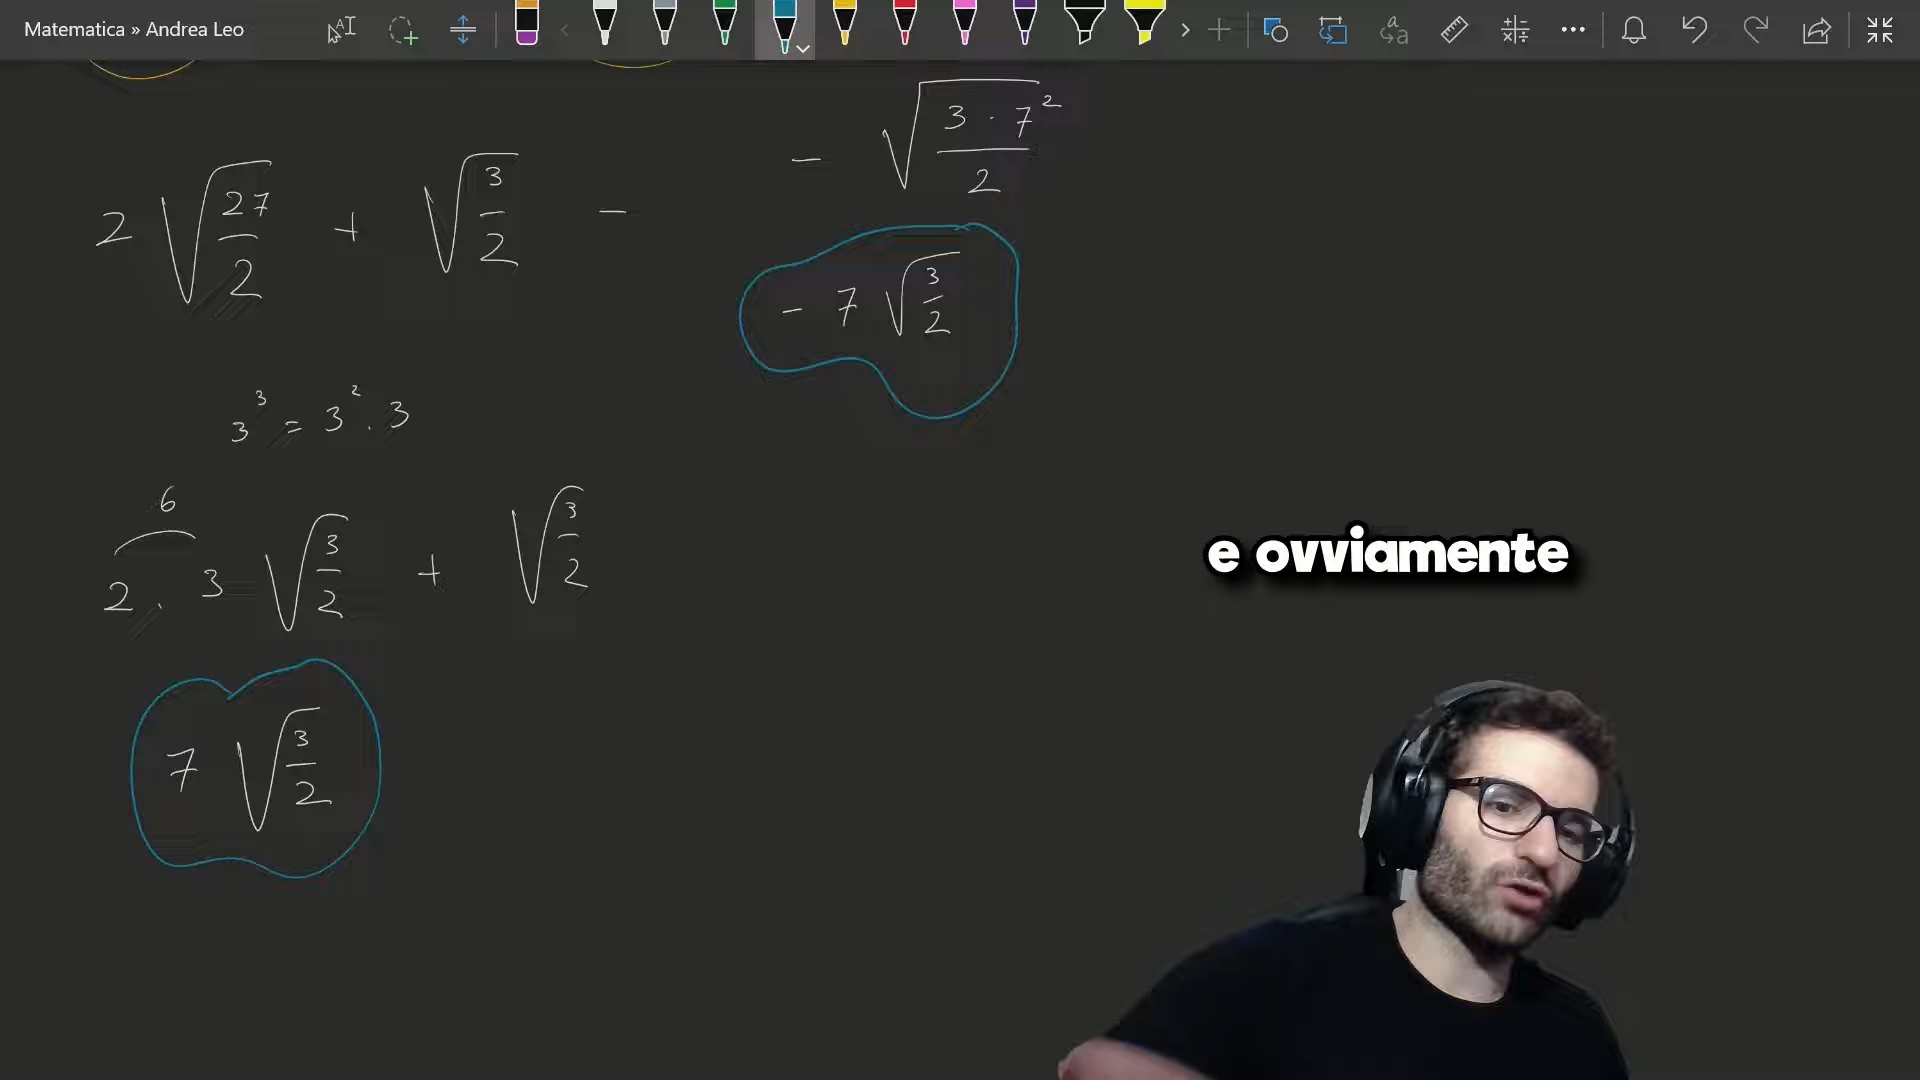 Matematica » Andrea Leo
− √(3 · 7²/2)
2 √(27/2) + √(3/2) −
− 7 √(3/2)
3³ = 3² · 3
6
2 · 3 √(3/2) + √(3/2)
e ovviamente
7 √(3/2)